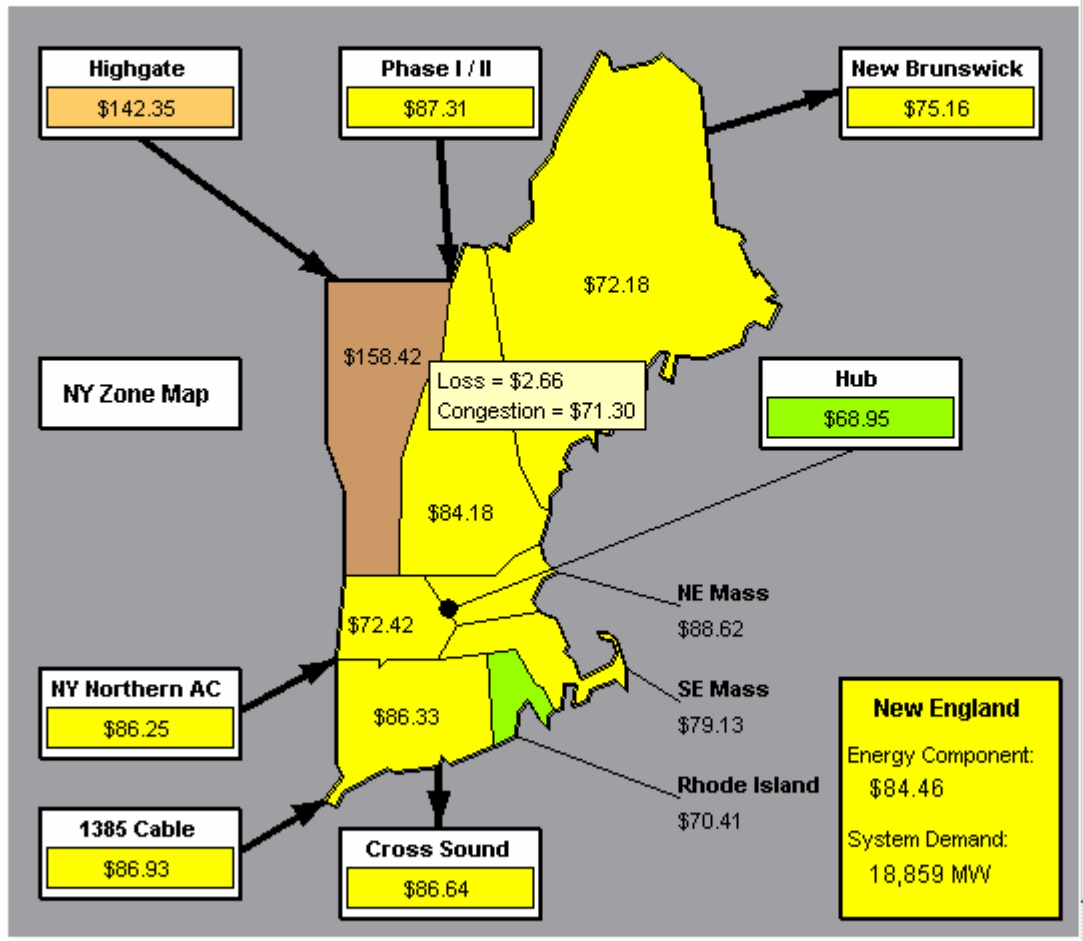 Highgate
$142.35
Phase I / II
$87.31
New Brunswick
$75.16
$72.18
$158.42
Loss = $2.66
Congestion = $71.30
NY Zone Map
Hub
$68.95
$84.18
$72.42
NE Mass
$88.62
SE Mass
$79.13
NY Northern AC
$86.25
$86.33
Rhode Island
$70.41
New England
Energy Component:
$84.46
System Demand:
18,859 MW
1385 Cable
$86.93
Cross Sound
$86.64